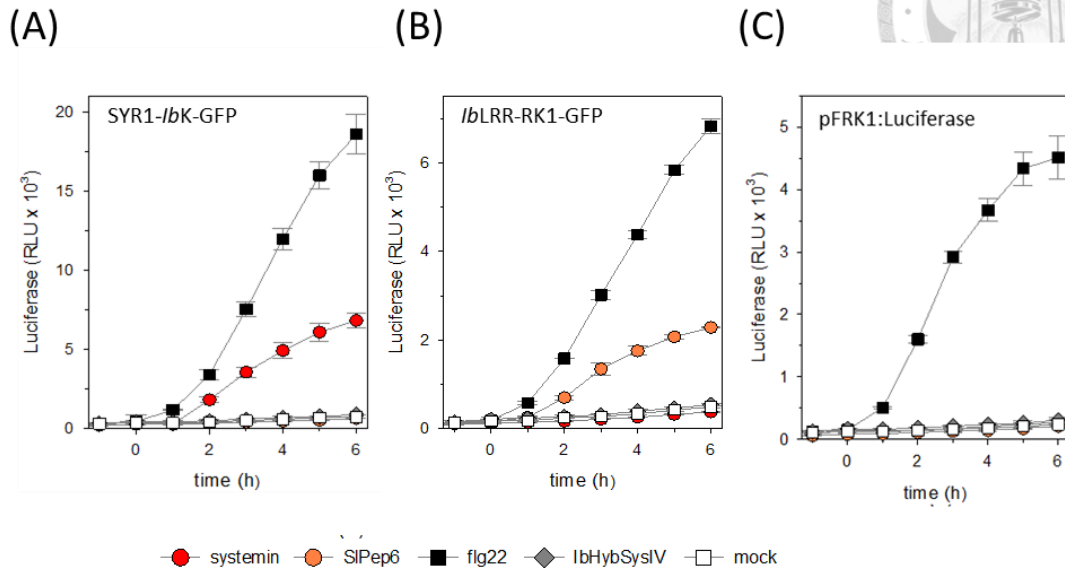 (A)
(B)
(C)
SYR1-IbK-GFP
IbLRR-RK1-GFP
pFRK1:Luciferase
Luciferase (RLU x 10³)
20
15
10
5
0
0 2 4 6
time (h)
Luciferase (RLU x 10³)
6
4
2
0
0 2 4 6
time (h)
Luciferase (RLU x 10³)
5
4
3
2
1
0
0 2 4 6
time (h)
systemin SlPep6 flg22 IbHybSysIV mock